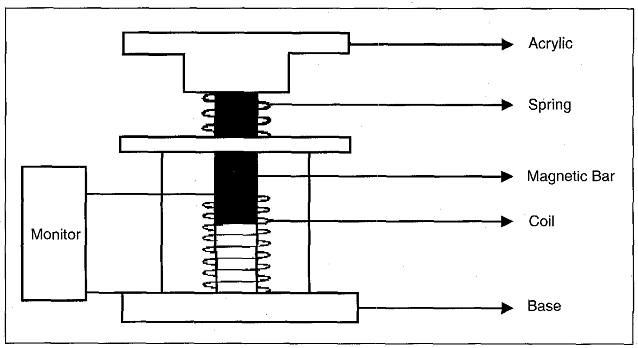 Acrylic
Spring
Magnetic Bar
Coil
Monitor
Base